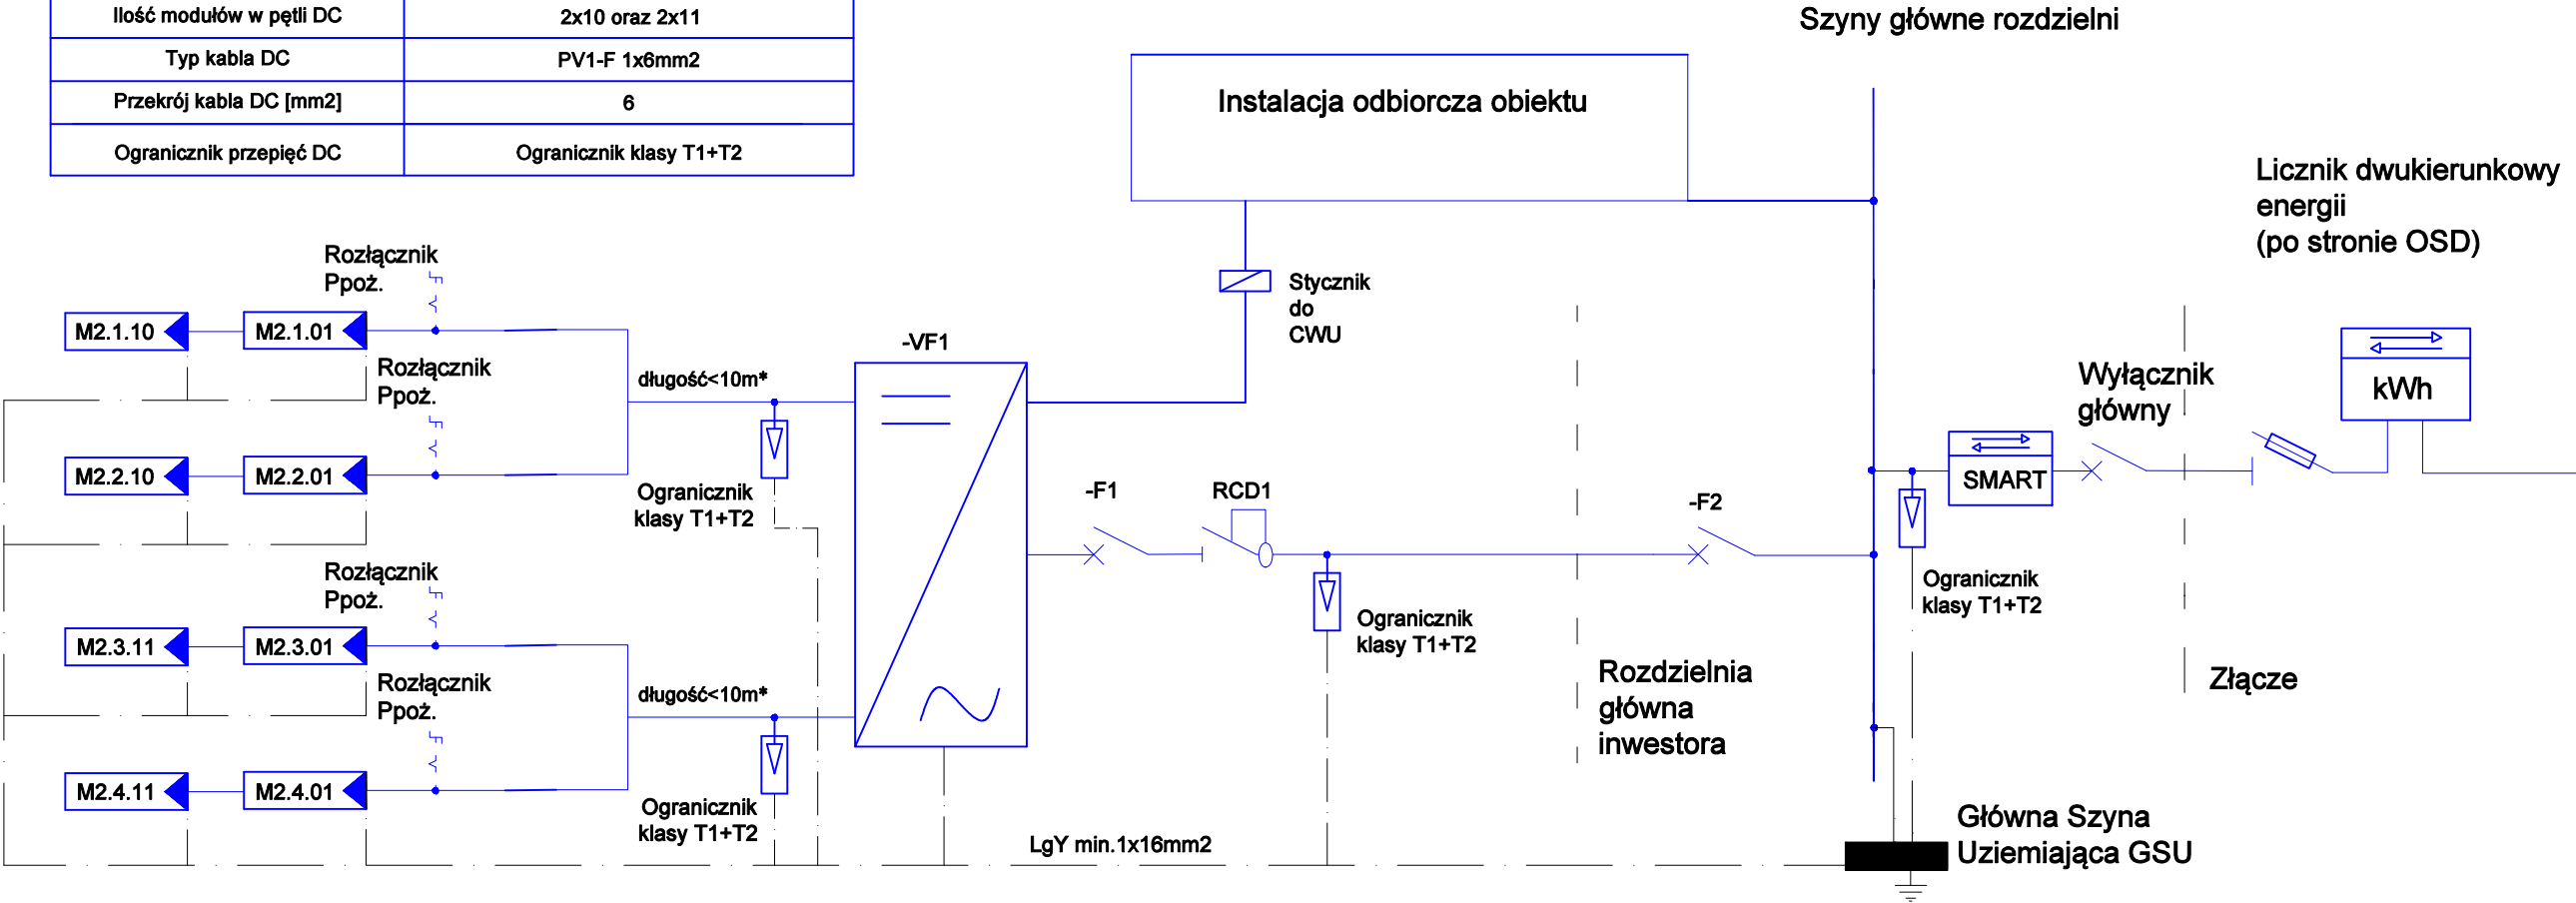 Ilość modułów w pętli DC
2x10 oraz 2x11
Typ kabla DC
PV1-F 1x6mm2
Przekrój kabla DC [mm2]
6
Ogranicznik przepięć DC
Ogranicznik klasy T1+T2
Szyny główne rozdzielni
Instalacja odbiorcza obiektu
Licznik dwukierunkowy
energii
(po stronie OSD)
Rozłącznik
Ppoż.
M2.1.10
M2.1.01
Rozłącznik
Ppoż.
M2.2.10
M2.2.01
Rozłącznik
Ppoż.
M2.3.11
M2.3.01
Rozłącznik
Ppoż.
M2.4.11
M2.4.01
długość<10m*
Ogranicznik
klasy T1+T2
długość<10m*
Ogranicznik
klasy T1+T2
-VF1
Stycznik
do
CWU
-F1
RCD1
Ogranicznik
klasy T1+T2
LgY min.1x16mm2
Rozdzielnia
główna
inwestora
-F2
SMART
Ogranicznik
klasy T1+T2
Wyłącznik
główny
kWh
Złącze
Główna Szyna
Uziemiająca GSU